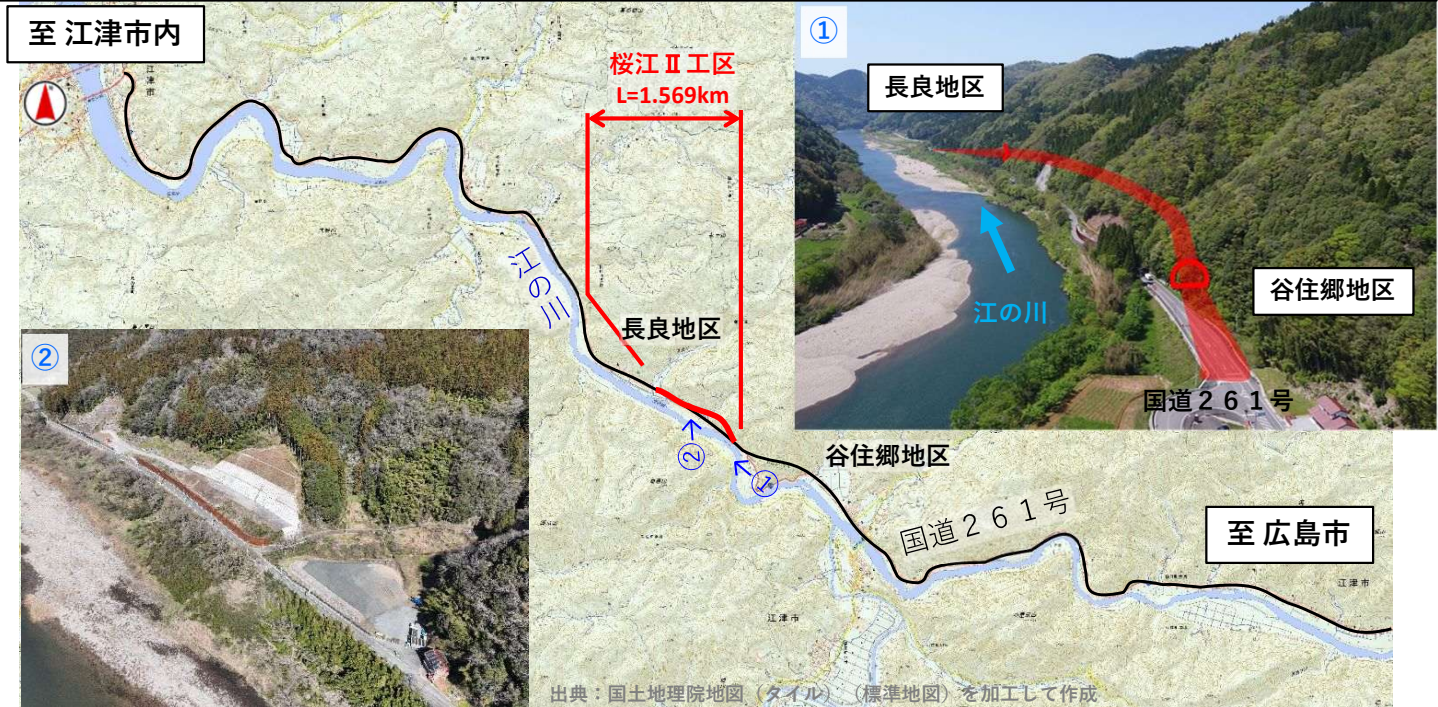 至 江津市内
江津市
桜江Ⅱ工区
L=1.569km
①
長良地区
江の川
谷住郷地区
国道２６１号
江の川
長良地区
②
②
①
谷住郷地区
国道２６１号
至 広島市
江津市
江津市
出典：国土地理院地図（タイル）（標準地図）を加工して作成